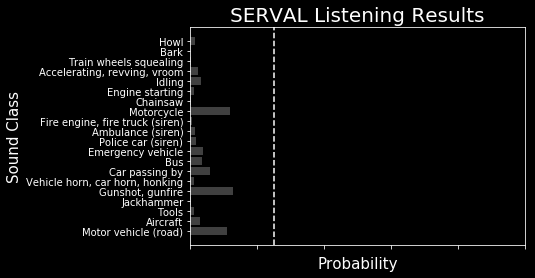 SERVAL Listening Results
Sound Class
Howl
Bark
Train wheels squealing
Accelerating, revving, vroom
Idling
Engine starting
Chainsaw
Motorcycle
Fire engine, fire truck (siren)
Ambulance (siren)
Police car (siren)
Emergency vehicle
Bus
Car passing by
Vehicle horn, car horn, honking
Gunshot, gunfire
Jackhammer
Tools
Aircraft
Motor vehicle (road)
Probability